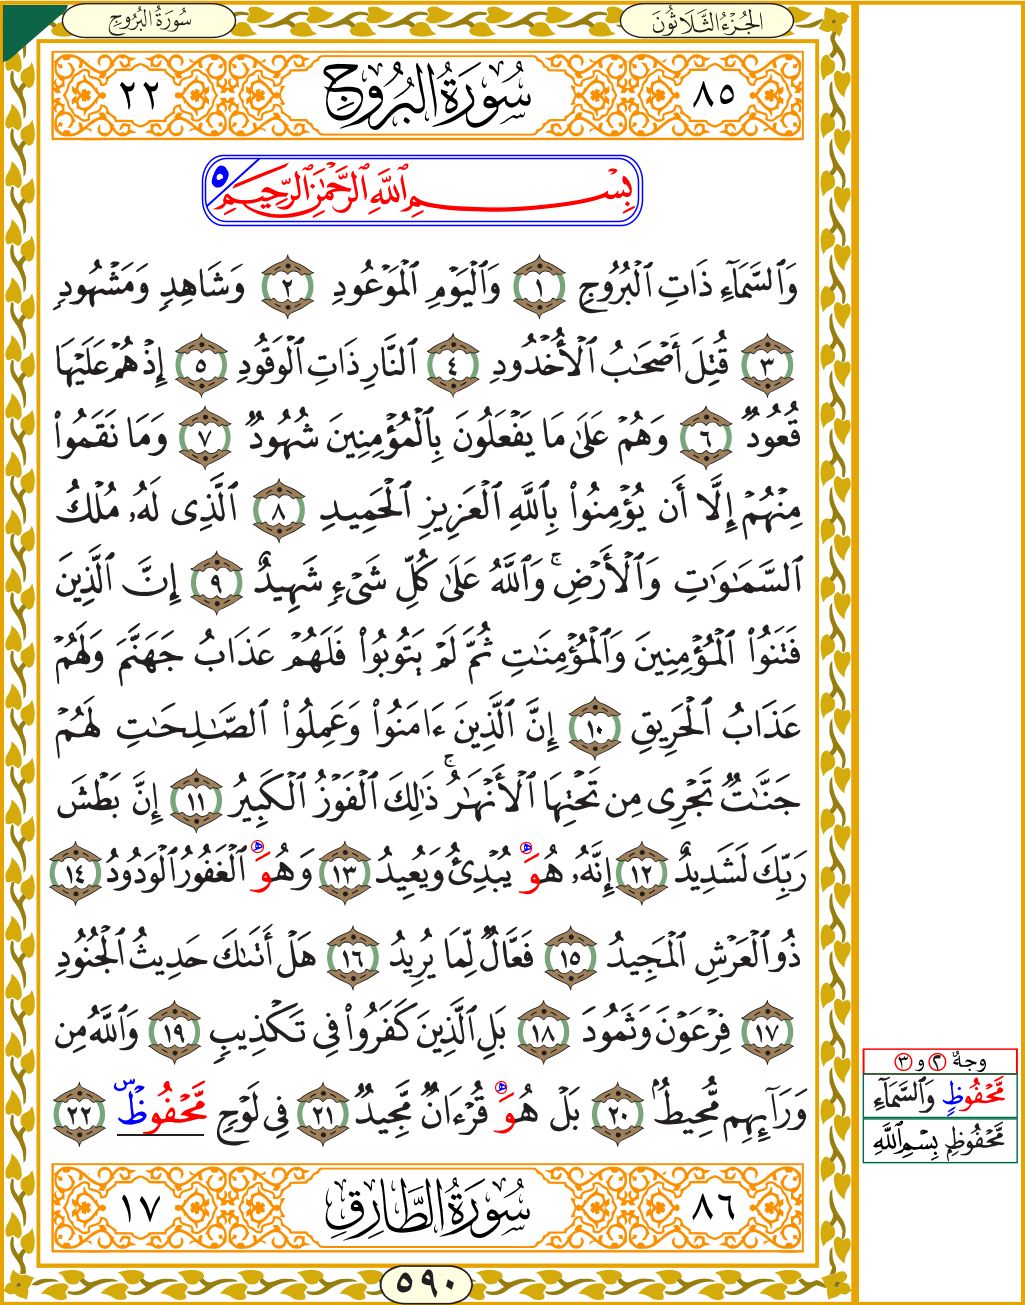 سُورَةُ البُرُوجِ
الجُزْءُ الثَّلَاثُونَ
٨٥ سُورَةُ البُرُوجِ ٢٢
بِسْمِ ٱللَّهِ ٱلرَّحْمَٰنِ ٱلرَّحِيمِ ٥
وَٱلسَّمَآءِ ذَاتِ ٱلْبُرُوجِ ١ وَٱلْيَوْمِ ٱلْمَوْعُودِ ٢ وَشَاهِدٖ وَمَشْهُودٖ
٣ قُتِلَ أَصْحَٰبُ ٱلْأُخْدُودِ ٤ ٱلنَّارِ ذَاتِ ٱلْوَقُودِ ٥ إِذْ هُمْ عَلَيْهَا
قُعُودٌ ٦ وَهُمْ عَلَىٰ مَا يَفْعَلُونَ بِٱلْمُؤْمِنِينَ شُهُودٌ ٧ وَمَا نَقَمُوا۟
مِنْهُمْ إِلَّآ أَن يُؤْمِنُوا۟ بِٱللَّهِ ٱلْعَزِيزِ ٱلْحَمِيدِ ٨ ٱلَّذِى لَهُۥ مُلْكُ
ٱلسَّمَٰوَٰتِ وَٱلْأَرْضِ ۚ وَٱللَّهُ عَلَىٰ كُلِّ شَىْءٖ شَهِيدٌ ٩ إِنَّ ٱلَّذِينَ
فَتَنُوا۟ ٱلْمُؤْمِنِينَ وَٱلْمُؤْمِنَٰتِ ثُمَّ لَمْ يَتُوبُوا۟ فَلَهُمْ عَذَابُ جَهَنَّمَ وَلَهُمْ
عَذَابُ ٱلْحَرِيقِ ١٠ إِنَّ ٱلَّذِينَ ءَامَنُوا۟ وَعَمِلُوا۟ ٱلصَّٰلِحَٰتِ لَهُمْ
جَنَّٰتٌ تَجْرِى مِن تَحْتِهَا ٱلْأَنْهَٰرُ ۚ ذَٰلِكَ ٱلْفَوْزُ ٱلْكَبِيرُ ١١ إِنَّ بَطْشَ
رَبِّكَ لَشَدِيدٌ ١٢ إِنَّهُۥ هُوَ يُبْدِئُ وَيُعِيدُ ١٣ وَهُوَ ٱلْغَفُورُ ٱلْوَدُودُ ١٤
ذُو ٱلْعَرْشِ ٱلْمَجِيدُ ١٥ فَعَّالٌ لِّمَا يُرِيدُ ١٦ هَلْ أَتَىٰكَ حَدِيثُ ٱلْجُنُودِ
١٧ فِرْعَوْنَ وَثَمُودَ ١٨ بَلِ ٱلَّذِينَ كَفَرُوا۟ فِى تَكْذِيبٖ ١٩ وَٱللَّهُ مِن
وَرَآئِهِم مُّحِيطٌ ٢٠ بَلْ هُوَ قُرْءَانٌ مَّجِيدٌ ٢١ فِى لَوْحٖ مَّحْفُوظٌ ٢٢
٨٦ سُورَةُ الطَّارِقِ ١٧
٥٩٠
وجهٌ ٢ و ٣
مَّحْفُوظٍ وَٱلسَّمَآءِ
مَّحْفُوظٍ بِسْمِ ٱللَّهِ